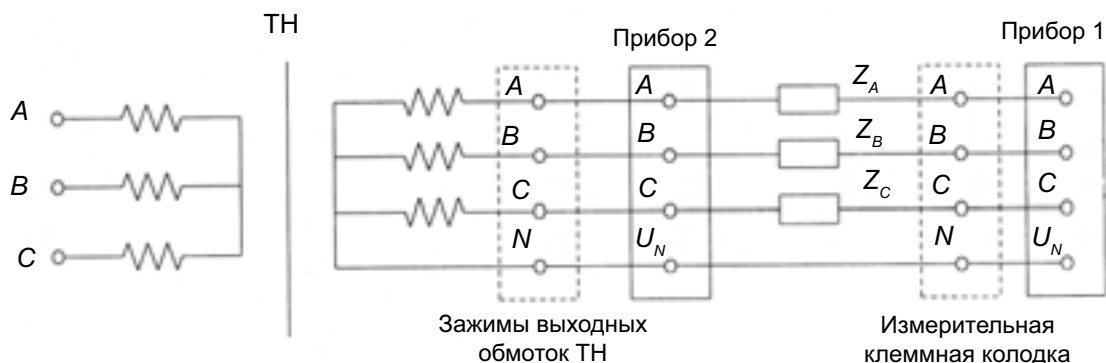 ТН
Прибор 2
Прибор 1
A
B
C
A
B
C
N
A
B
C
U_N
Z_A
Z_B
Z_C
A
B
C
N
A
B
C
U_N
Зажимы выходных
обмоток ТН
Измерительная
клеммная колодка